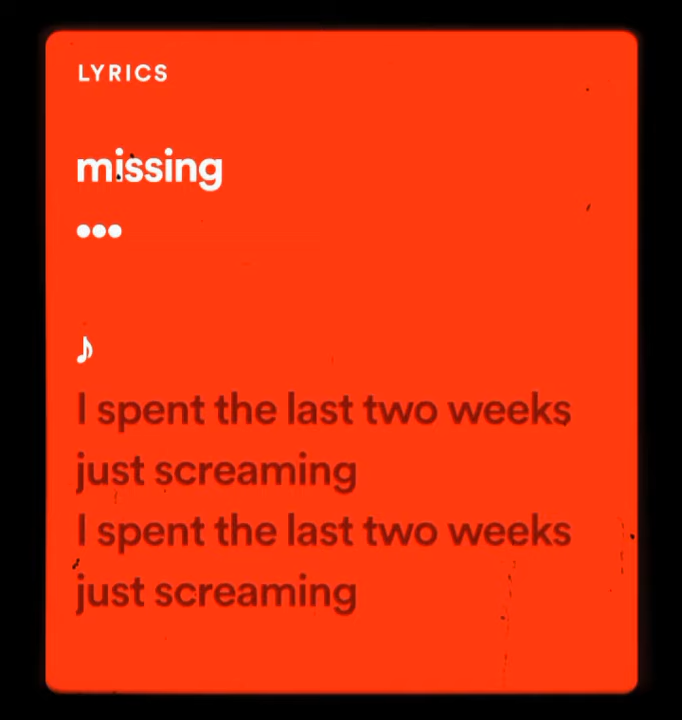 LYRICS
missing
•••
♪
I spent the last two weeks
just screaming
I spent the last two weeks
just screaming